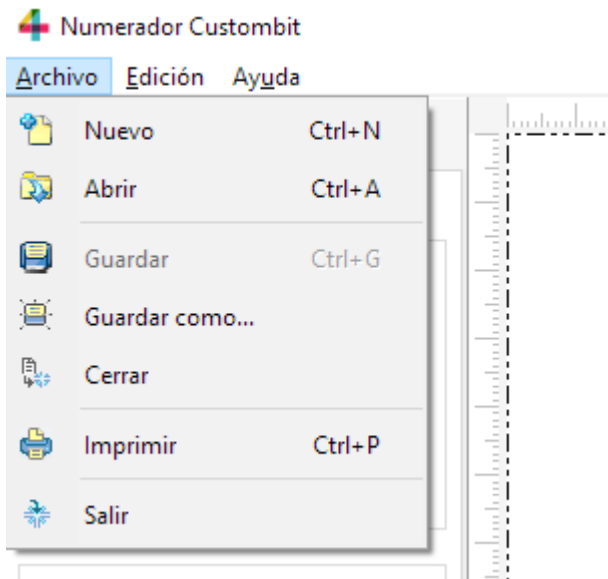 Numerador Custombit
Archivo Edición Ayuda
Nuevo Ctrl+N
Abrir Ctrl+A
Guardar Ctrl+G
Guardar como...
Cerrar
Imprimir Ctrl+P
Salir